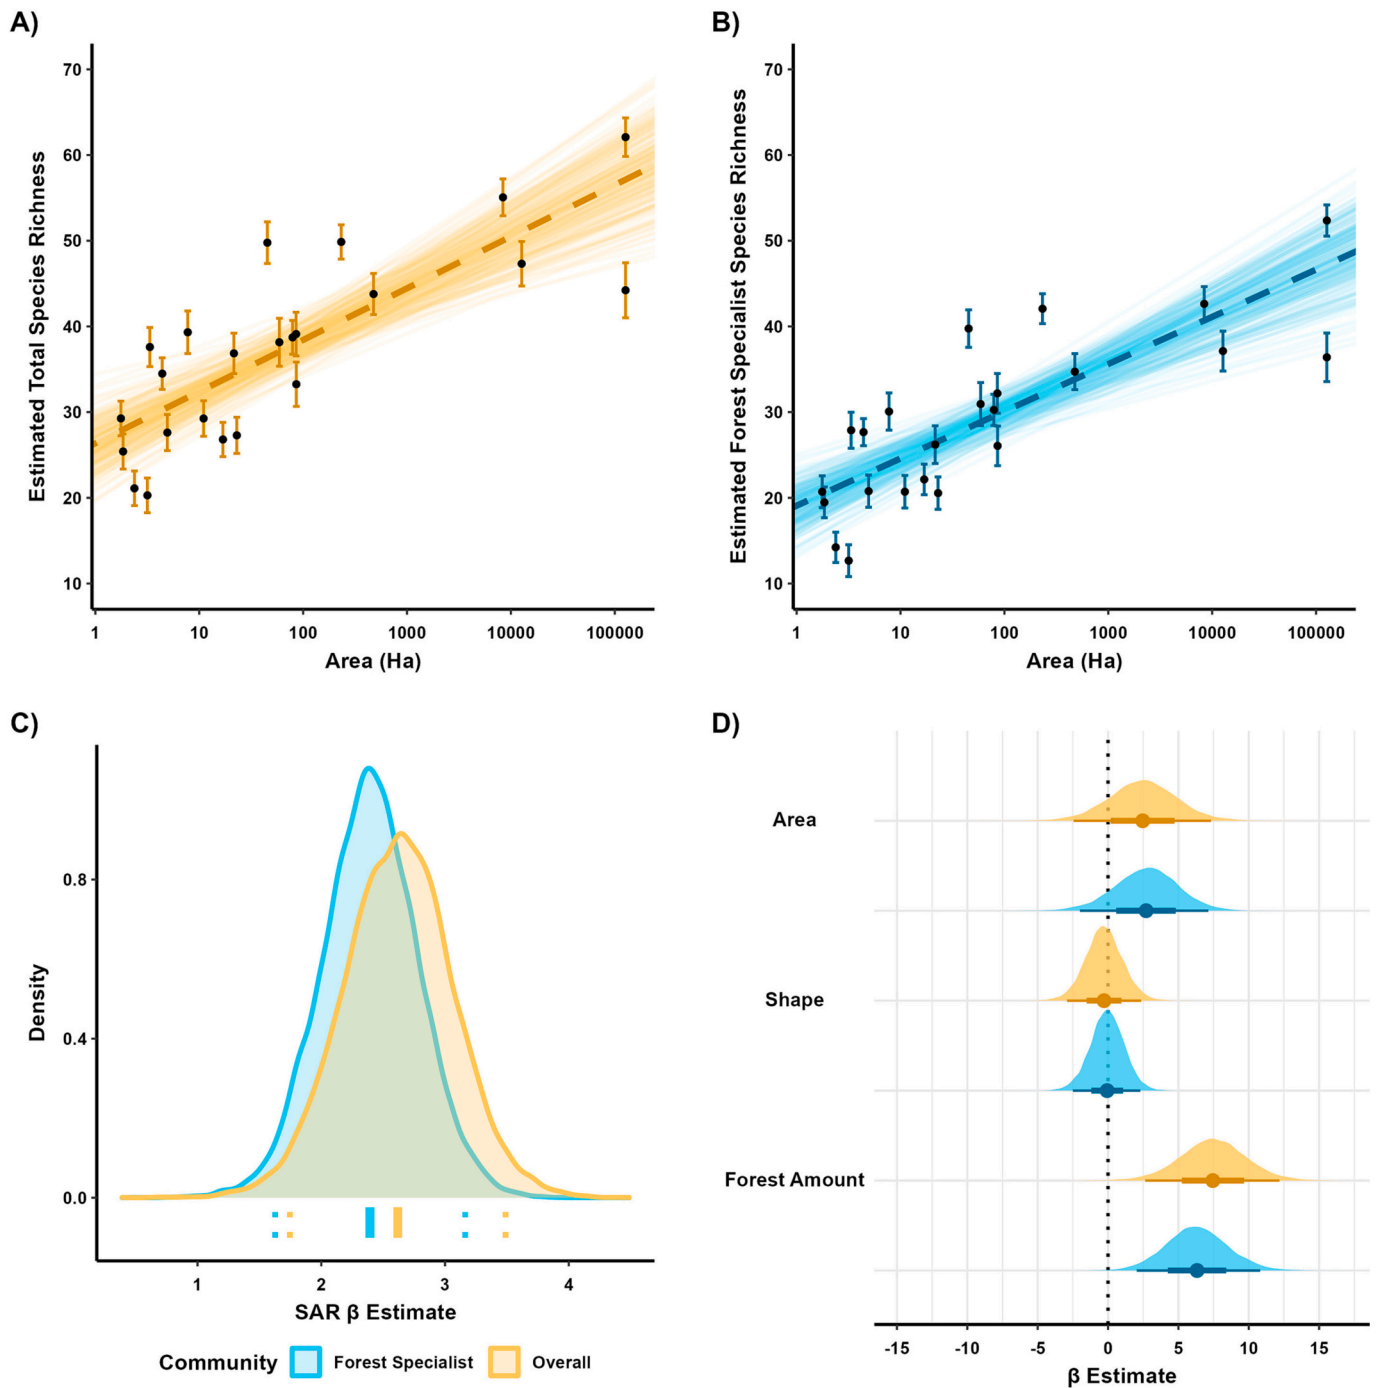 A)
Estimated Total Species Richness
70
60
50
40
30
20
10
1 10 100 1000 10000 100000
Area (Ha)
B)
Estimated Forest Specialist Species Richness
70
60
50
40
30
20
10
1 10 100 1000 10000 100000
Area (Ha)
C)
Density
0.8
0.4
0.0
1 2 3 4
SAR β Estimate
Community Forest Specialist Overall
D)
Area
Shape
Forest Amount
-15 -10 -5 0 5 10 15
β Estimate